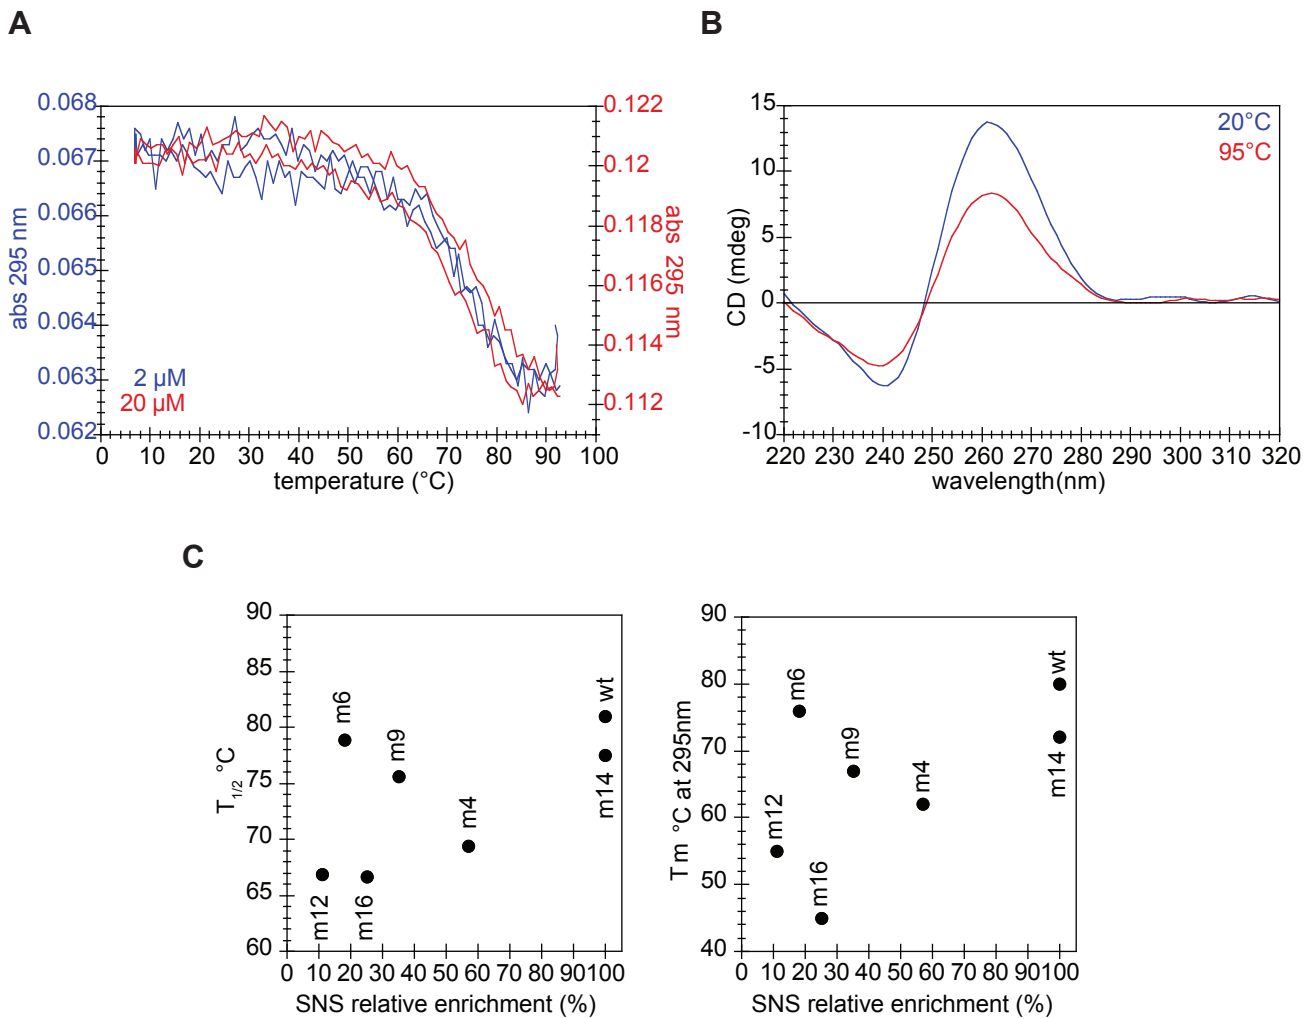 A
B
0.068
0.067
0.066
0.065
0.064
0.063
0.062
abs 295 nm
0.122
0.12
0.118
0.116
0.114
0.112
abs 295 nm
2 µM
20 µM
0 10 20 30 40 50 60 70 80 90 100
temperature (°C)
15
10
5
0
-5
-10
CD (mdeg)
20°C
95°C
220 230 240 250 260 270 280 290 300 310 320
wavelength(nm)
C
90
85
80
75
70
65
60
T1/2 °C
m12
m6
m16
m9
m4
wt
m14
0 10 20 30 40 50 60 70 80 90 100
SNS relative enrichment (%)
90
80
70
60
50
40
Tm °C at 295nm
m12
m6
m16
m9
m4
wt
m14
0 10 20 30 40 50 60 70 80 90 100
SNS relative enrichment (%)